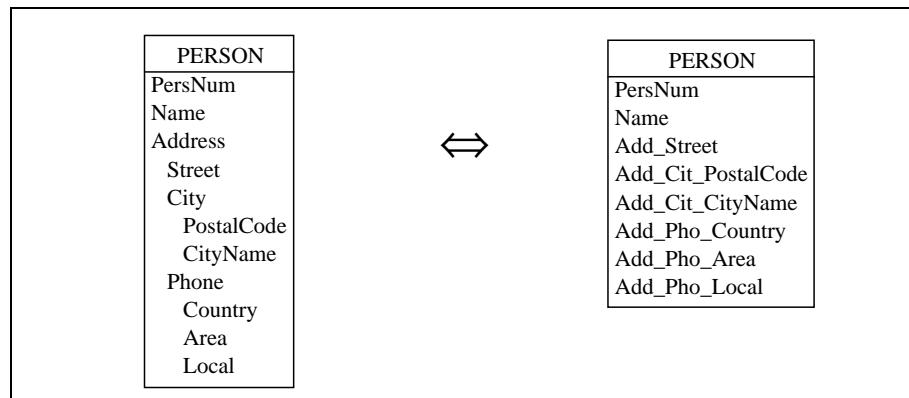 PERSON
PersNum
Name
Address
Street
City
PostalCode
CityName
Phone
Country
Area
Local
⇔
PERSON
PersNum
Name
Add_Street
Add_Cit_PostalCode
Add_Cit_CityName
Add_Pho_Country
Add_Pho_Area
Add_Pho_Local